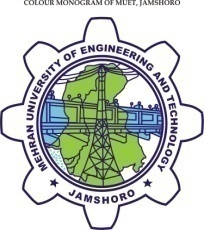 COLOUR MONOGRAM OF MUET, JAMSHORO
MEHRAN UNIVERSITY OF ENGINEERING AND TECHNOLOGY
JAMSHORO